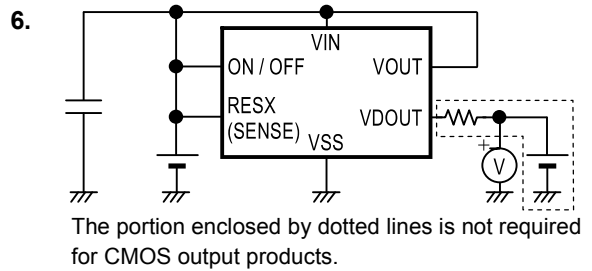 6.
VIN
ON / OFF
VOUT
RESX
(SENSE)
VDOUT
VSS
+
V
The portion enclosed by dotted lines is not required
for CMOS output products.